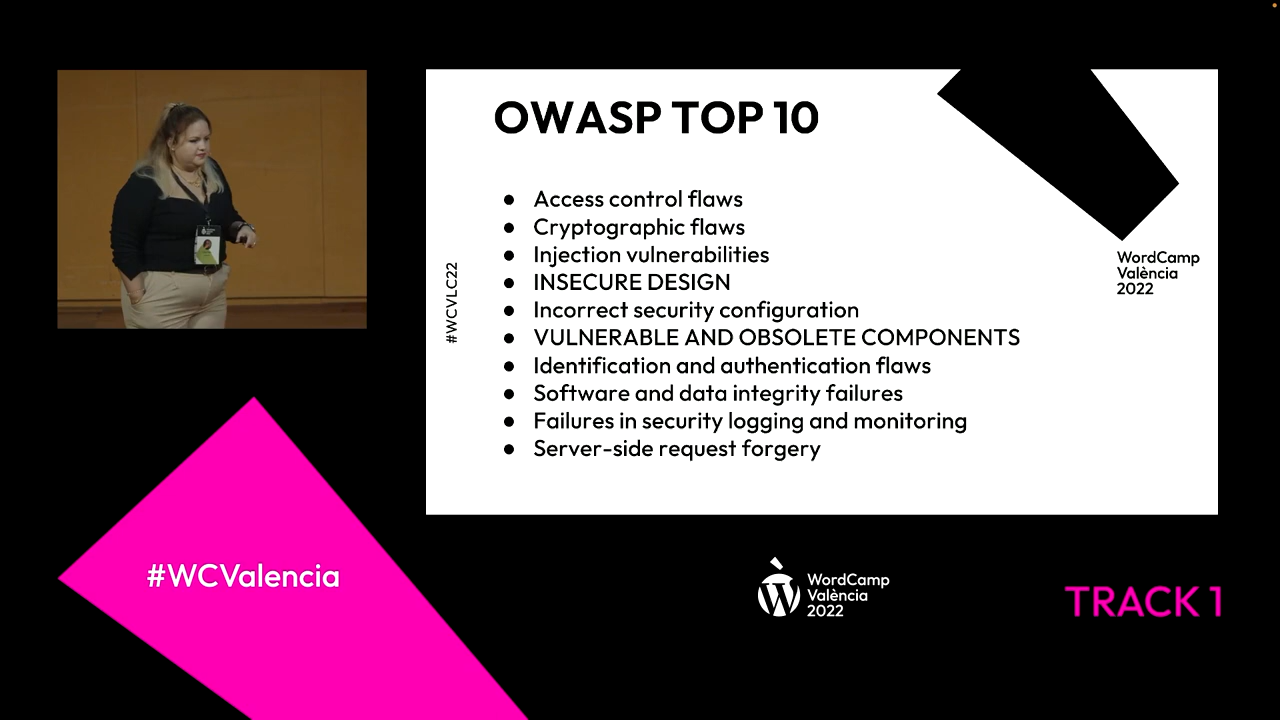 OWASP TOP 10
Access control flaws
Cryptographic flaws
Injection vulnerabilities
INSECURE DESIGN
Incorrect security configuration
VULNERABLE AND OBSOLETE COMPONENTS
Identification and authentication flaws
Software and data integrity failures
Failures in security logging and monitoring
Server-side request forgery
#WCVLC22
WordCamp
València
2022
#WCValencia
WordCamp
València
2022
TRACK 1